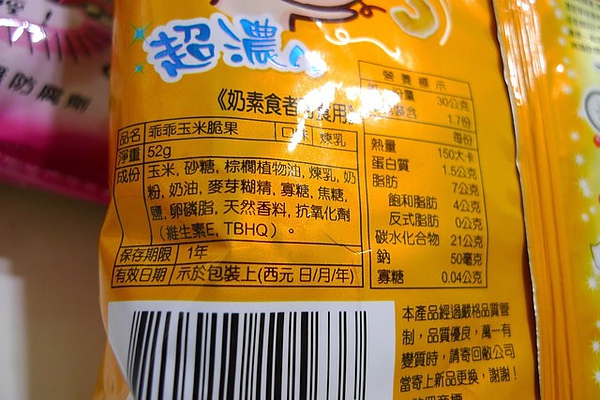 超濃
防腐劑
《奶素食者可食用》
品名 乖乖玉米脆果 口味 煉乳
淨重 52g
成份 玉米, 砂糖, 棕櫚植物油, 煉乳, 奶
粉, 奶油, 麥芽糊精, 寡糖, 焦糖,
鹽, 卵磷脂, 天然香料, 抗氧化劑
(維生素E, TBHQ)。
保存期限 1年
有效日期 示於包裝上(西元 日/月/年)
營養標示
30公克
1.7份
每份
熱量 150大卡
蛋白質 1.5公克
脂肪 7公克
飽和脂肪 4公克
反式脂肪 0公克
碳水化合物 21公克
鈉 50毫克
寡糖 0.04公克
本產品經過嚴格品質管
制，品質優良，萬一有
變質時，請寄回敝公司
當寄上新品更換，謝謝！